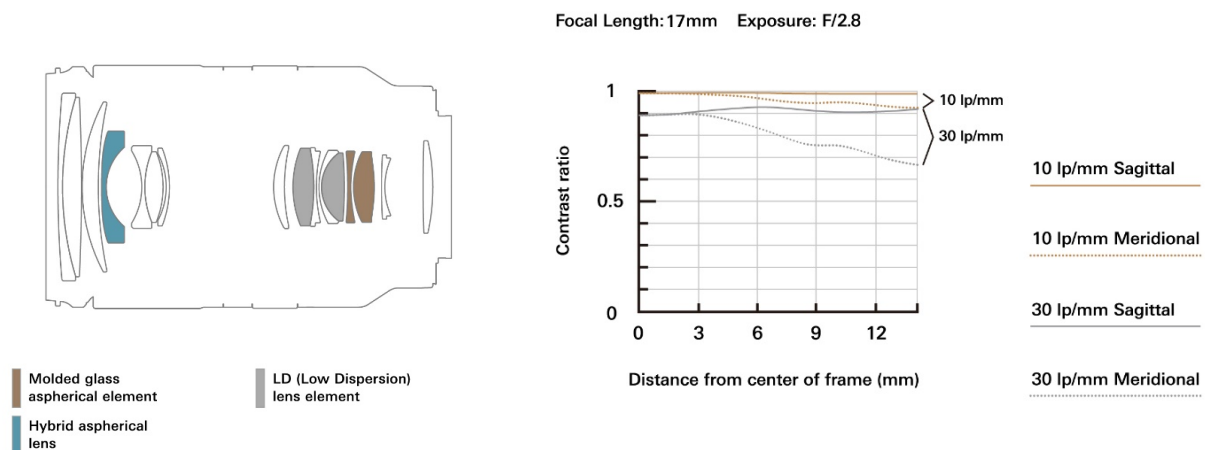 Focal Length:17mm Exposure: F/2.8
1
10 lp/mm
30 lp/mm
0.5
Contrast ratio
0
0 3 6 9 12
Distance from center of frame (mm)
10 lp/mm Sagittal
10 lp/mm Meridional
30 lp/mm Sagittal
30 lp/mm Meridional
Molded glass
aspherical element
LD (Low Dispersion)
lens element
Hybrid aspherical
lens